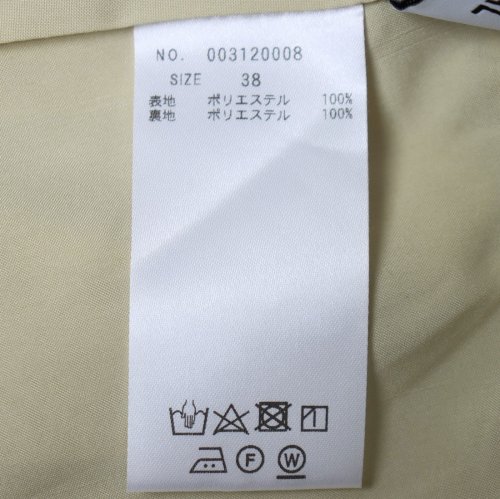 NO. 003120008
SIZE 38
表地 ポリエステル 100%
裏地 ポリエステル 100%
F W